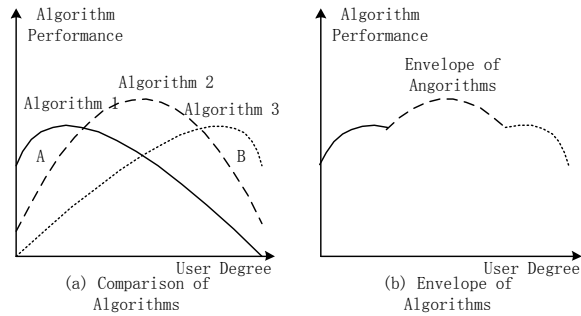 Algorithm
Performance
Algorithm 2
Algorithm 1
Algorithm 3
A
B
User Degree
(a) Comparison of
Algorithms
Algorithm
Performance
Envelope of
Angorithms
User Degree
(b) Envelope of
Algorithms